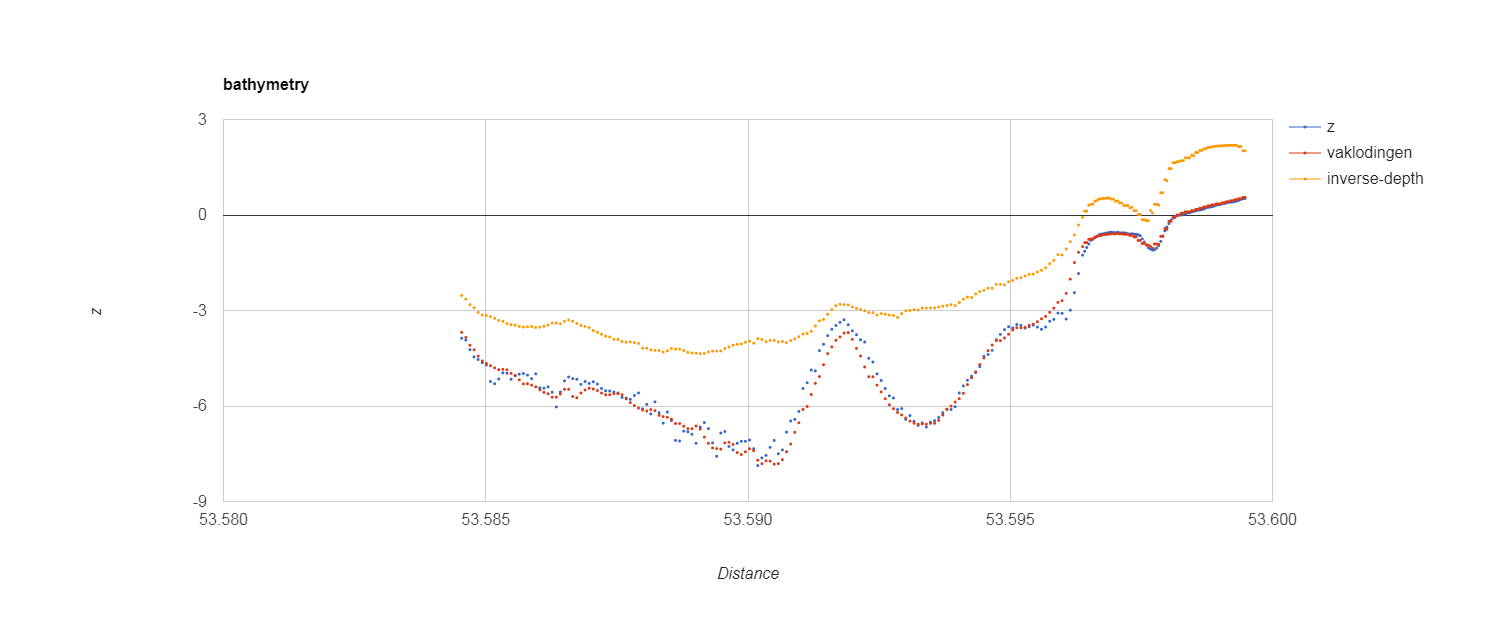 bathymetry
3
0
-3
-6
-9
z
53.580
53.585
53.590
53.595
53.600
Distance
z
vaklodingen
inverse-depth